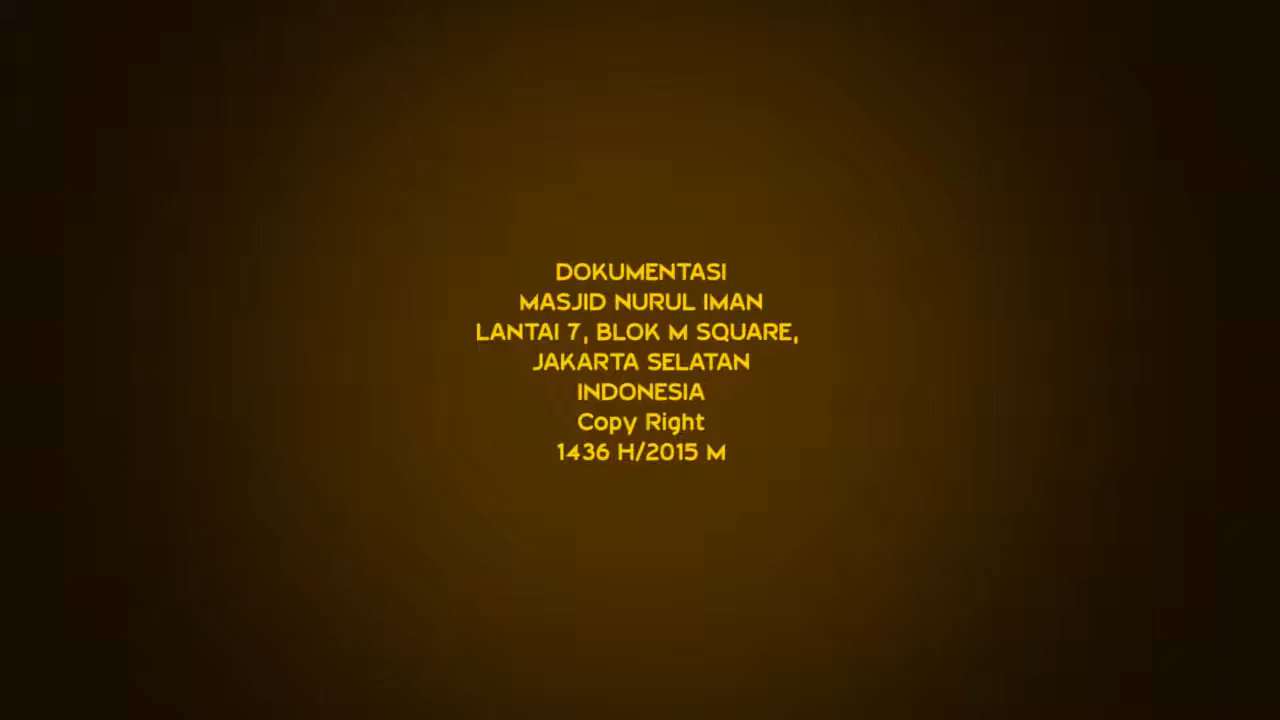 DOKUMENTASI
MASJID NURUL IMAN
LANTAI 7, BLOK M SQUARE,
JAKARTA SELATAN
INDONESIA
Copy Right
1436 H/2015 M